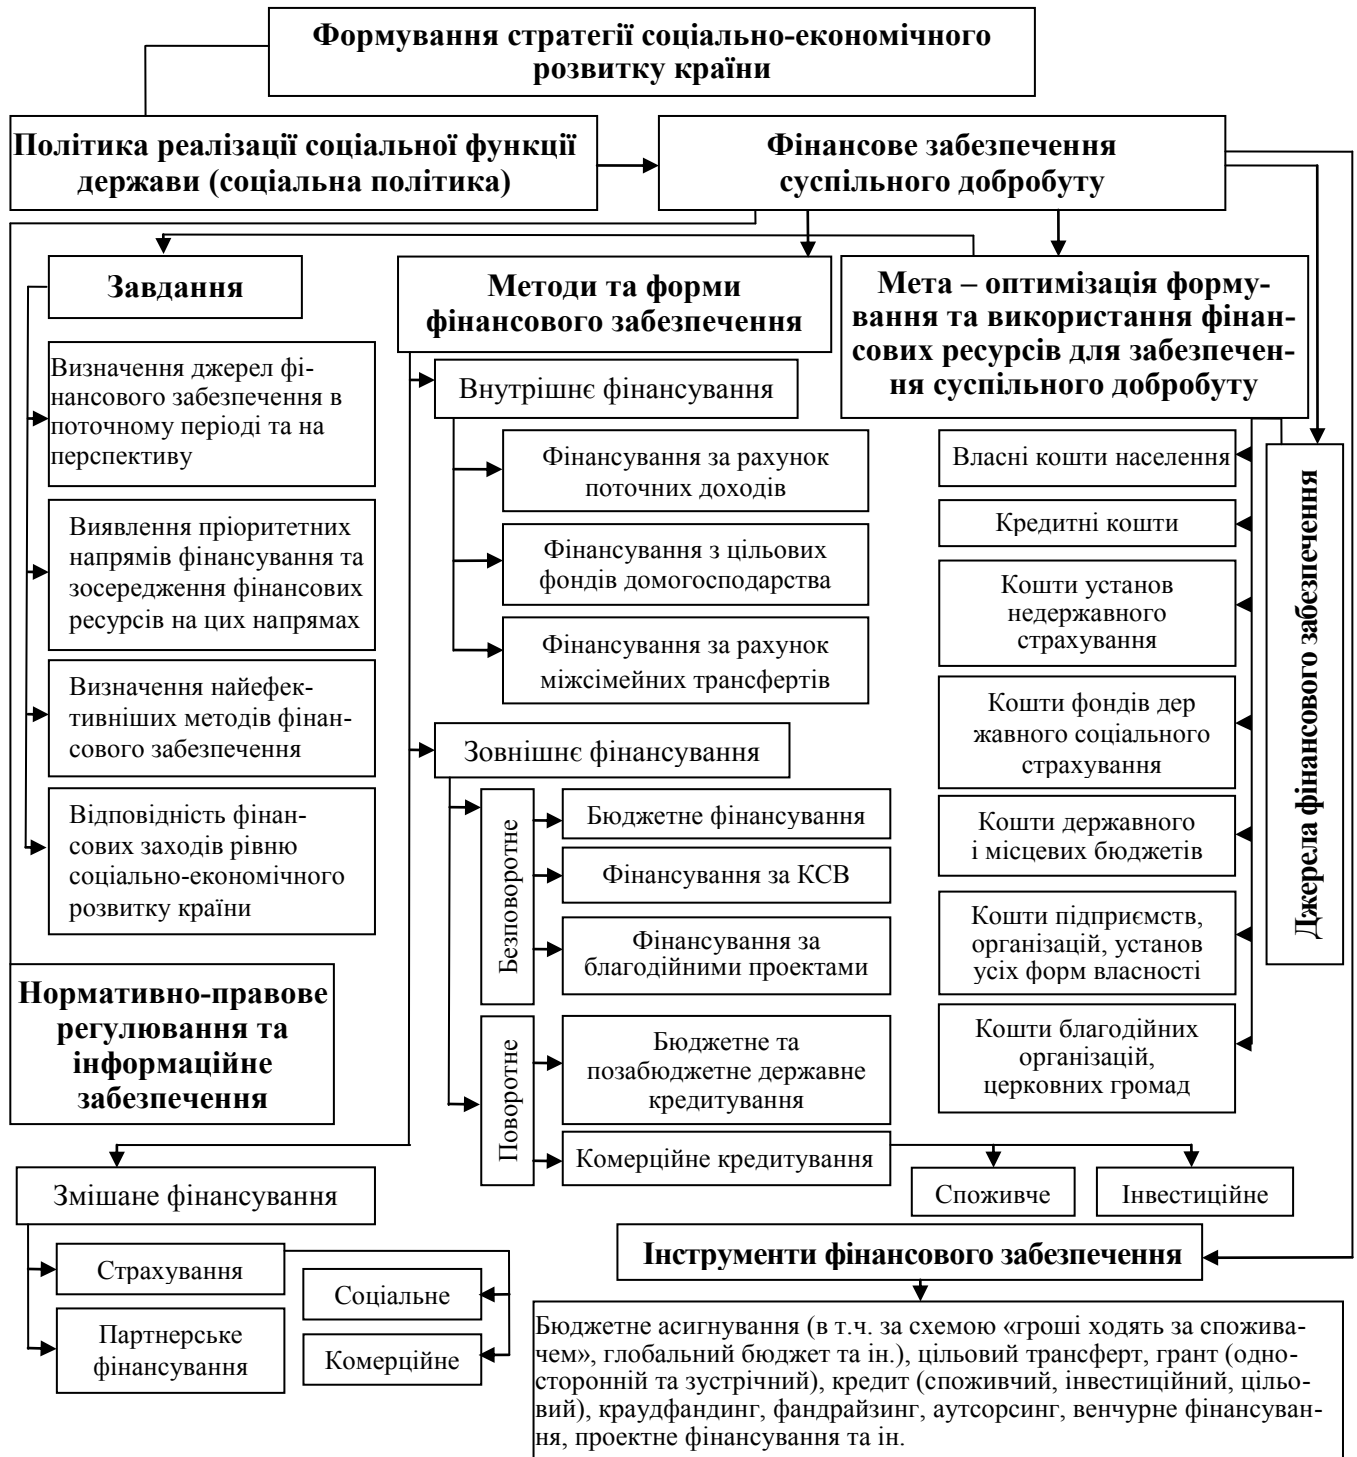 Формування стратегії соціально-економічного
розвитку країни
Політика реалізації соціальної функції
держави (соціальна політика)
Фінансове забезпечення
суспільного добробуту
Завдання
Визначення джерел фі-
нансового забезпечення в
поточному періоді та на
перспективу
Виявлення пріоритетних
напрямів фінансування та
зосередження фінансових
ресурсів на цих напрямах
Визначення найефек-
тивніших методів фінан-
сового забезпечення
Відповідність фінан-
сових заходів рівню
соціально-економічного
розвитку країни
Нормативно-правове
регулювання та
інформаційне
забезпечення
Методи та форми
фінансового забезпечення
Внутрішнє фінансування
Фінансування за рахунок
поточних доходів
Фінансування з цільових
фондів домогосподарства
Фінансування за рахунок
міжсімейних трансфертів
Зовнішнє фінансування
Безповоротне
Бюджетне фінансування
Фінансування за КСВ
Фінансування за
благодійними проектами
Поворотне
Бюджетне та
позабюджетне державне
кредитування
Комерційне кредитування
Споживче
Інвестиційне
Мета – оптимізація форму-
вання та використання фінан-
сових ресурсів для забезпечен-
ня суспільного добробуту
Джерела фінансового забезпечення
Власні кошти населення
Кредитні кошти
Кошти установ
недержавного
страхування
Кошти фондів дер
жавного соціального
страхування
Кошти державного
і місцевих бюджетів
Кошти підприємств,
організацій, установ
усіх форм власності
Кошти благодійних
організацій,
церковних громад
Змішане фінансування
Страхування
Партнерське
фінансування
Соціальне
Комерційне
Інструменти фінансового забезпечення
Бюджетне асигнування (в т.ч. за схемою «гроші ходять за спожива-
чем», глобальний бюджет та ін.), цільовий трансферт, грант (одно-
сторонній та зустрічний), кредит (споживчий, інвестиційний, цільо-
вий), краудфандинг, фандрайзинг, аутсорсинг, венчурне фінансуван-
ня, проектне фінансування та ін.